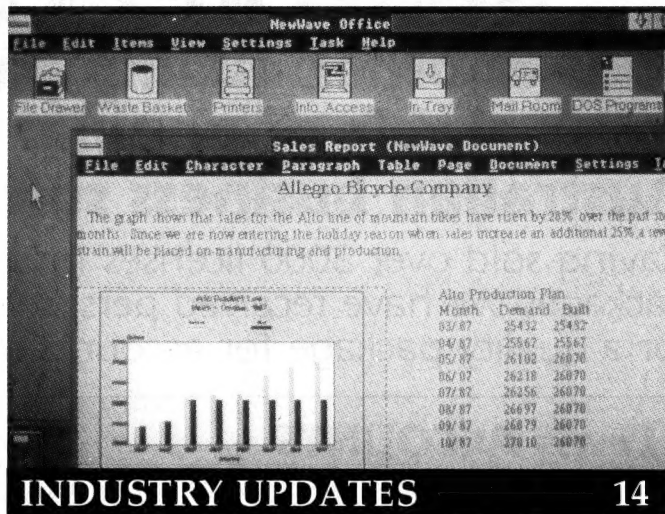 NewWave Office
File Edit Items View Settings Task Help
File Drawer Waste Basket Printers Info. Access In Tray Mail Room DOS Programs
Sales Report (NewWave Document)
File Edit Character Paragraph Table Page Document Settings
Allegro Bicycle Company
The graph shows that sales for the Alto line of mountain bikes have risen by 28% over the past
months. Since we are now entering the holiday season when sales increase an additional 25% a
strain will be placed on manufacturing and production.
Alto Production Plan
Month Demand Built
03/87 25432 25432
04/87 25567 25567
05/87 26102 26070
06/87 26218 26070
07/87 26256 26070
08/87 26697 26070
09/87 26879 26070
10/87 27010 26070
INDUSTRY UPDATES 14